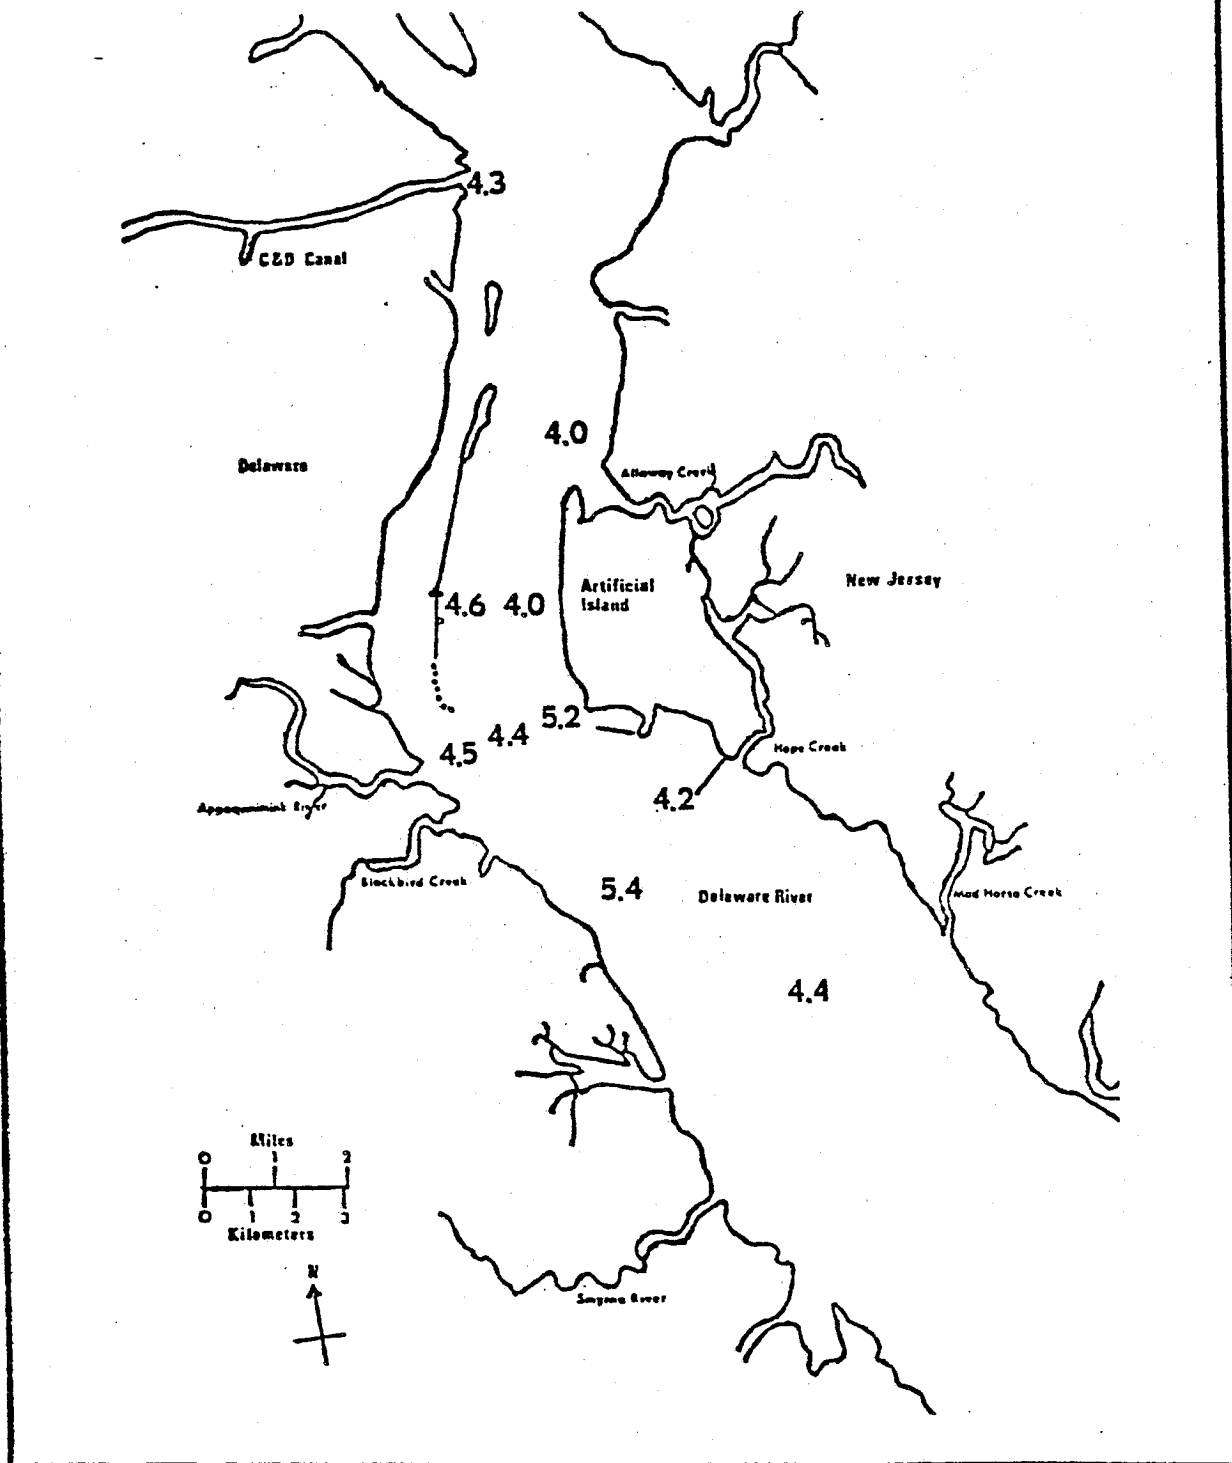 4.3
C&D Canal
4.0
Delaware
Alloway Creek
Artificial
Island
New Jersey
4.6 4.0
5.2
4.4
4.5
Hope Creek
4.2
Appoquinimink River
Blackbird Creek
5.4
Delaware River
Mad Horse Creek
4.4
Miles
0 1 2
0 1 2 3
Kilometers
N
Smyrna River